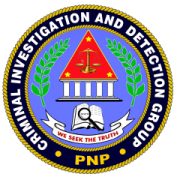 CRIMINAL INVESTIGATION AND DETECTION GROUP
WE SEEK THE TRUTH
PNP